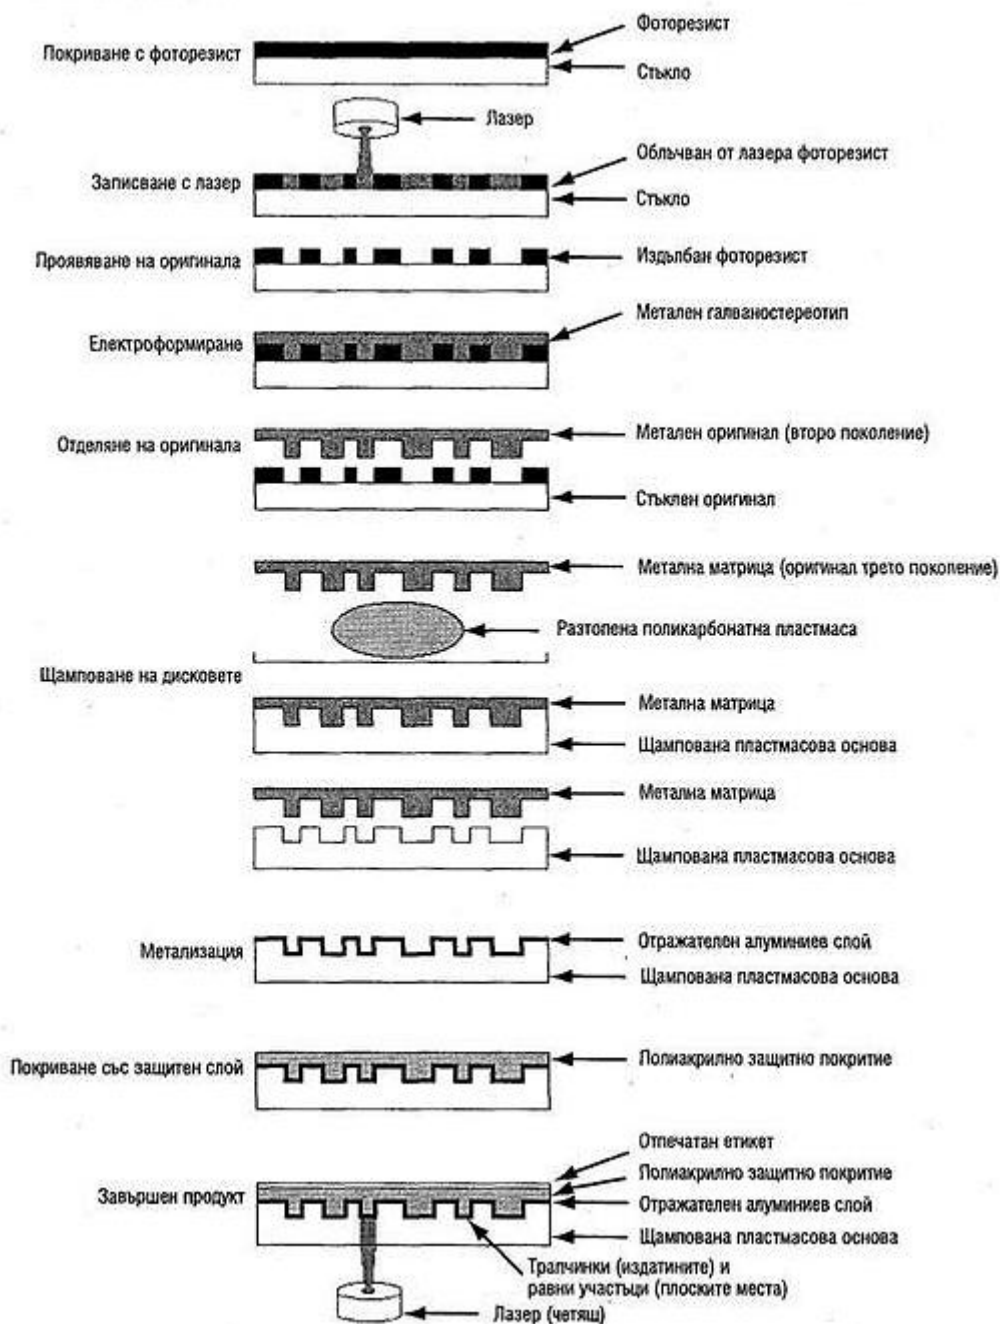 Фоторезист
Покриване с фоторезист
Стъкло
Лазер
Облъчван от лазера фоторезист
Записване с лазер
Стъкло
Проявяване на оригинала
Издълбан фоторезист
Метален галваностереотип
Електроформиране
Метален оригинал (второ поколение)
Отделяне на оригинала
Стъклен оригинал
Метална матрица (оригинал трето поколение)
Разтопена поликарбонатна пластмаса
Щамповане на дисковете
Метална матрица
Щампована пластмасова основа
Метална матрица
Щампована пластмасова основа
Отражателен алуминиев слой
Метализация
Щампована пластмасова основа
Полиакрилно защитно покритие
Покриване със защитен слой
Отпечатан етикет
Полиакрилно защитно покритие
Завършен продукт
Отражателен алуминиев слой
Щампована пластмасова основа
Трапчинки (издатините) и
равни участъци (плоските места)
Лазер (четящ)